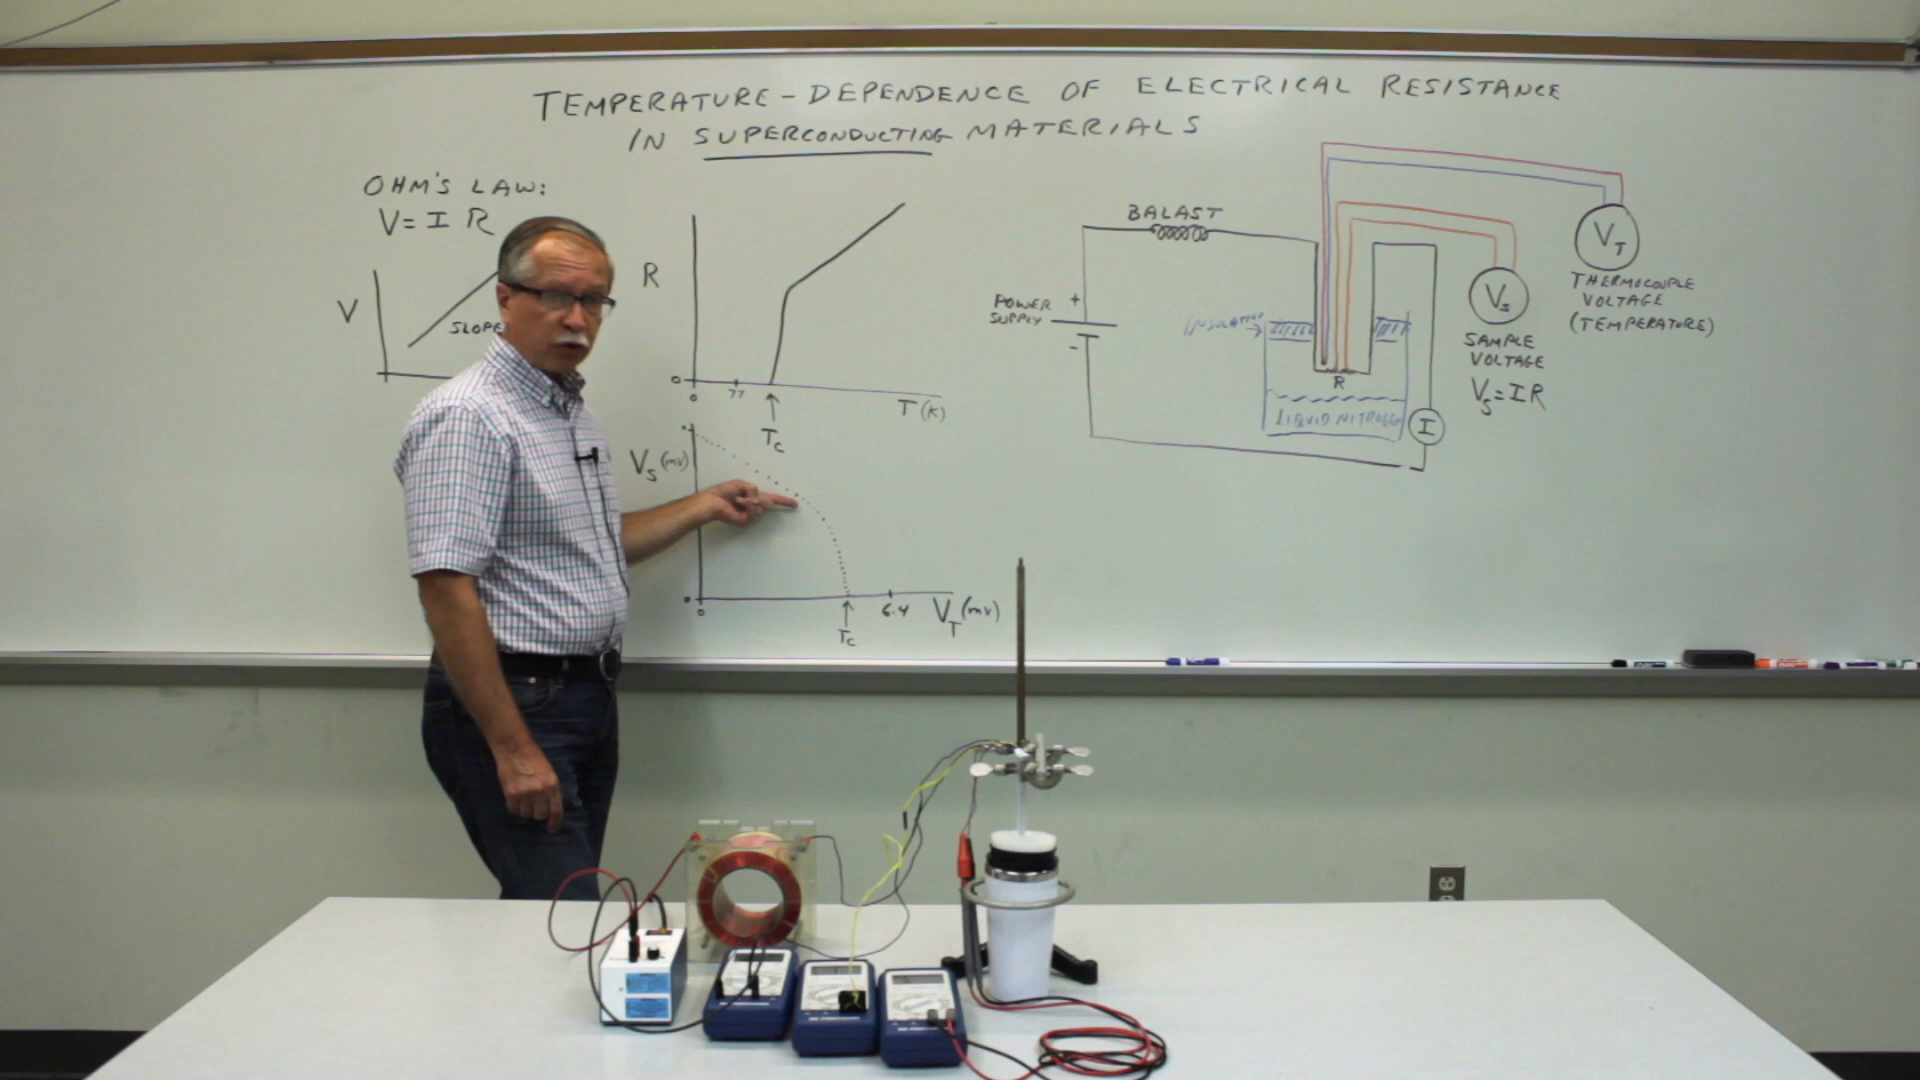 TEMPERATURE-DEPENDENCE OF ELECTRICAL RESISTANCE
IN SUPERCONDUCTING MATERIALS
OHM'S LAW:
V=IR
V
SLOPE
R
0
0
77
T(K)
Tc
Vs (mv)
0
6.4
VT (mv)
Tc
BALAST
POWER
SUPPLY
+
-
INSULATION
R
LIQUID NITROGEN
I
VT
THERMOCOUPLE
VOLTAGE
(TEMPERATURE)
Vs
SAMPLE
VOLTAGE
Vs=IR